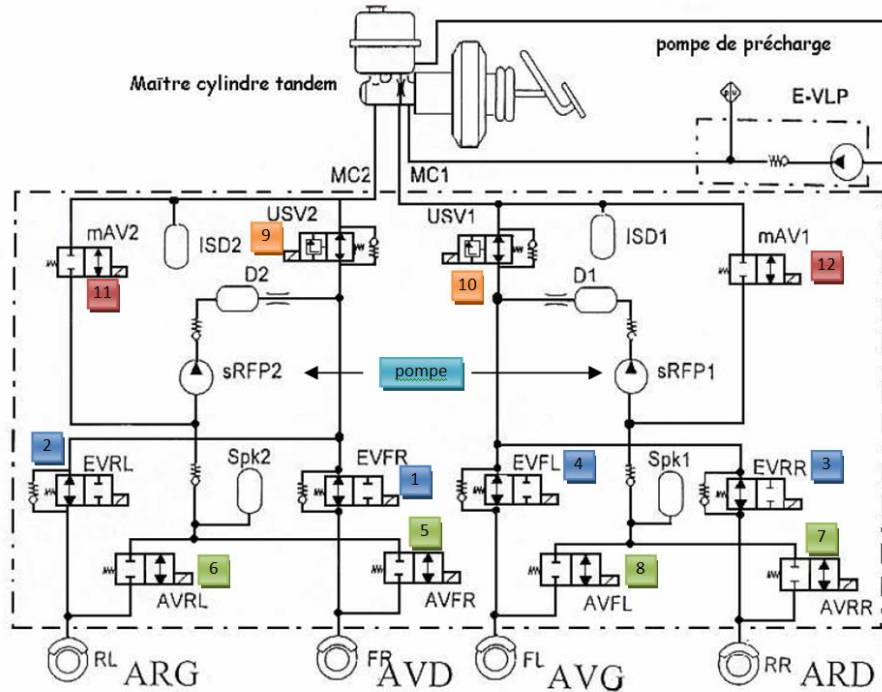 pompe de précharge
Maître cylindre tandem
E-VLP
MC2
MC1
mAV2
ISD2
9
USV2
USV1
ISD1
mAV1
11
D2
10
D1
12
sRFP2
pompe
sRFP1
2
EVRL
Spk2
EVFR
1
EVFL
4
Spk1
EVRR
3
6
AVRL
5
AVFR
8
AVFL
7
AVRR
RL
ARG
FR
AVD
FL
AVG
RR
ARD